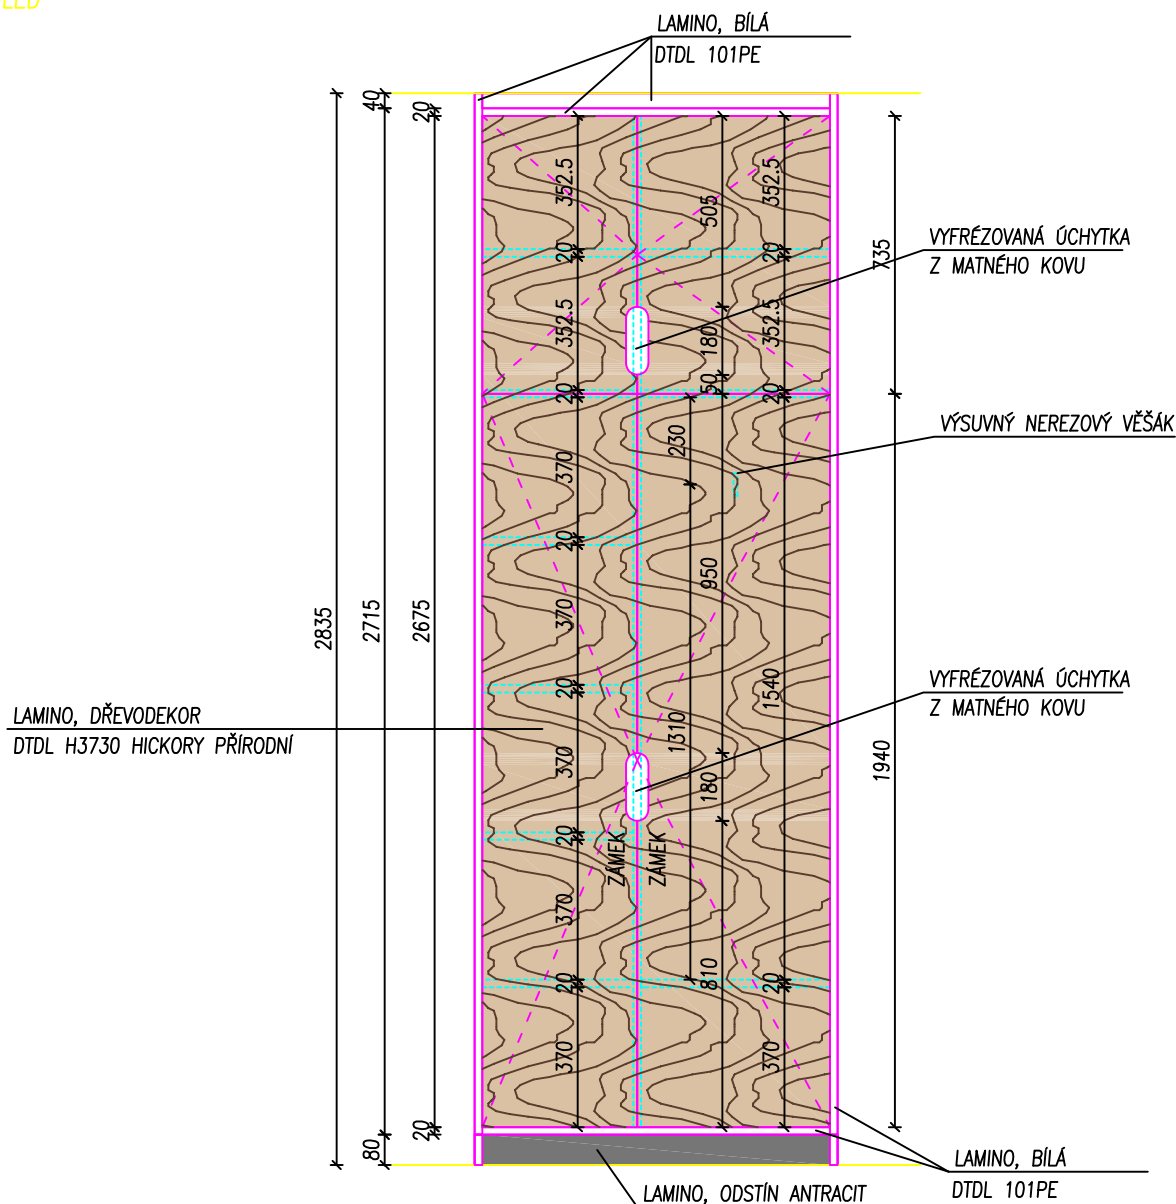 LAMINO, BÍLÁ
DTDL 101PE
40
20
352.5
505
352.5
735
VYFRÉZOVANÁ ÚCHYTKA
Z MATNÉHO KOVU
20
20
352.5
180
352.5
20
50
20
VÝSUVNÝ NEREZOVÝ VĚŠÁK
370
230
20
950
2835
2715
2675
370
20
1540
VYFRÉZOVANÁ ÚCHYTKA
Z MATNÉHO KOVU
LAMINO, DŘEVODEKOR
DTDL H3730 HICKORY PŘÍRODNÍ
1310
370
180
1940
20
ZÁMEK
ZÁMEK
370
20
810
20
370
370
20
80
LAMINO, BÍLÁ
DTDL 101PE
LAMINO, ODSTÍN ANTRACIT